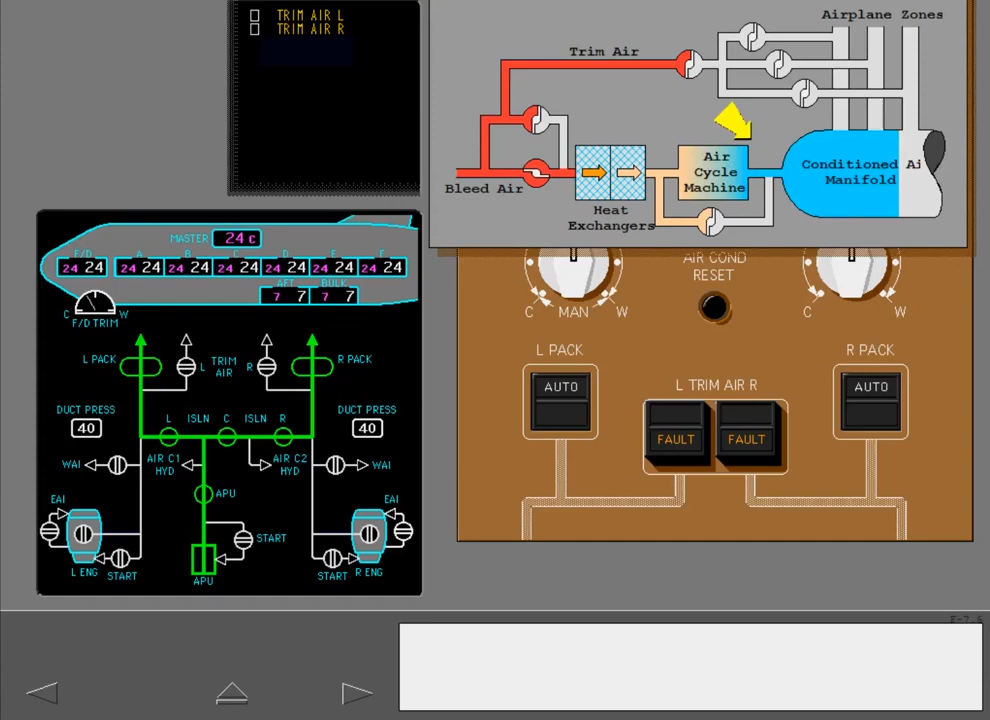 TRIM AIR L
TRIM AIR R
Airplane Zones
Trim Air
Bleed Air
Heat
Exchangers
Air
Cycle
Machine
Conditioned Ai
Manifold
MASTER 24 C
F/D A B C D E F
24 24 24 24 24 24 24 24 24 24 24 24 24 24
AFT BULK
7 7 7 7
C W
F/D TRIM
L PACK L TRIM AIR R R PACK
DUCT PRESS 40
DUCT PRESS 40
L ISLN C ISLN R
WAI AIR C1 HYD AIR C2 HYD WAI
APU
EAI START EAI
L ENG START APU START R ENG
AIR COND
RESET
C MAN W C W
L PACK R PACK
AUTO AUTO
L TRIM AIR R
FAULT FAULT